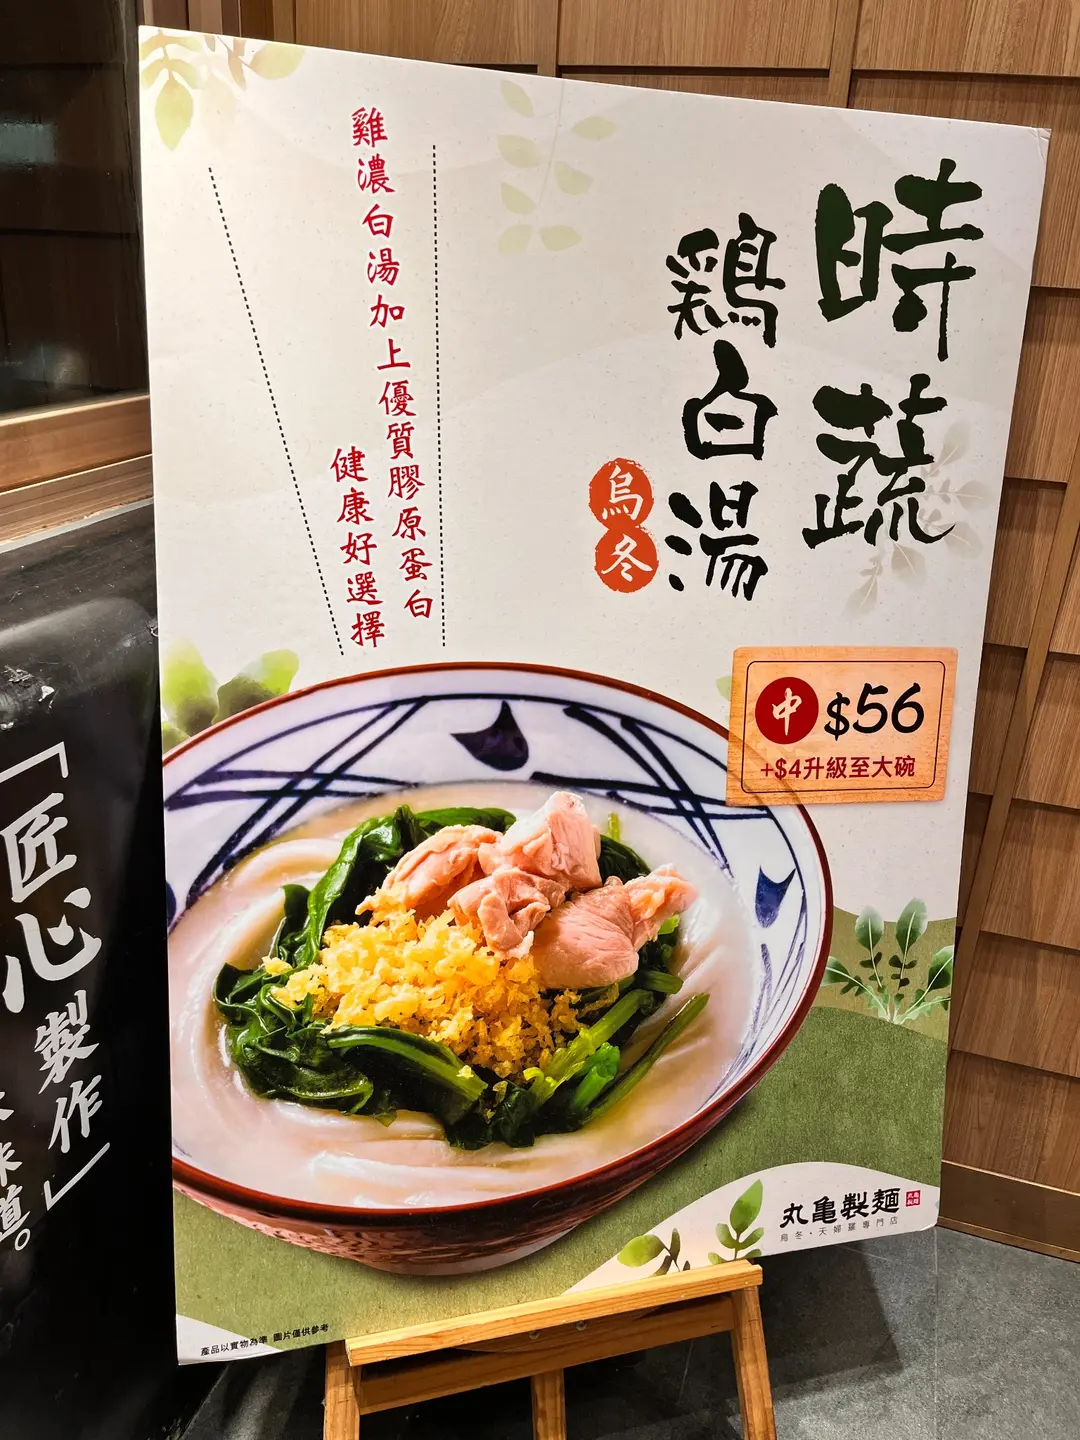 時蔬
鶏白湯
烏冬
雞濃白湯加上優質膠原蛋白
健康好選擇
中 $56
+$4升級至大碗
丸亀製麵
烏冬・天婦羅專門店
產品以實物為準 圖片僅供參考
「匠心製作」
味道。